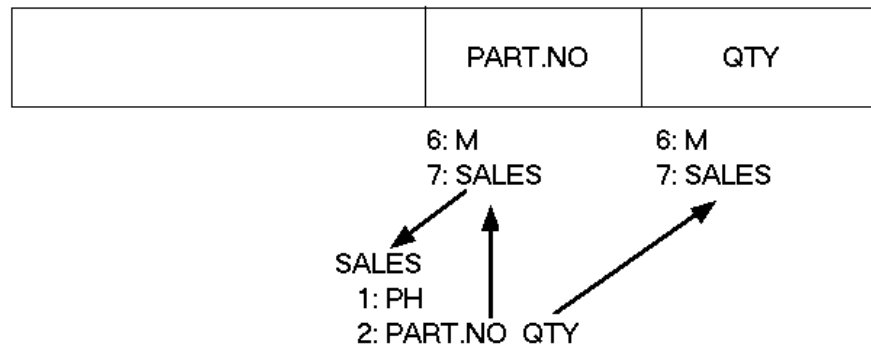 PART.NO QTY
6: M 6: M
7: SALES 7: SALES
SALES
1: PH
2: PART.NO QTY